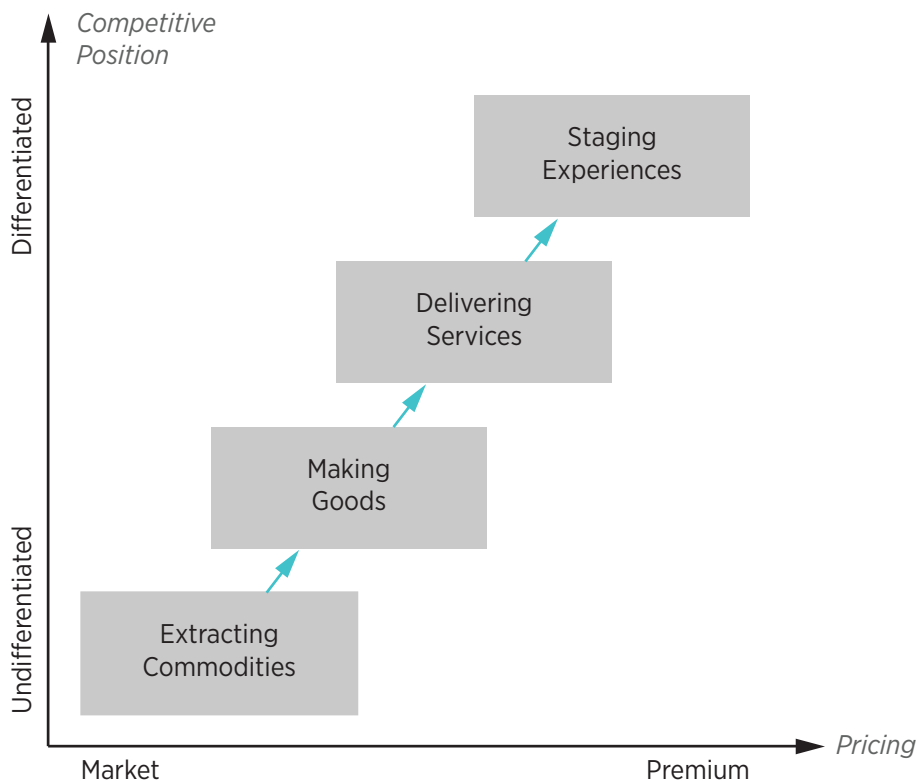 Competitive
Position
Differentiated
Staging
Experiences
Delivering
Services
Making
Goods
Undifferentiated
Extracting
Commodities
Pricing
Market
Premium